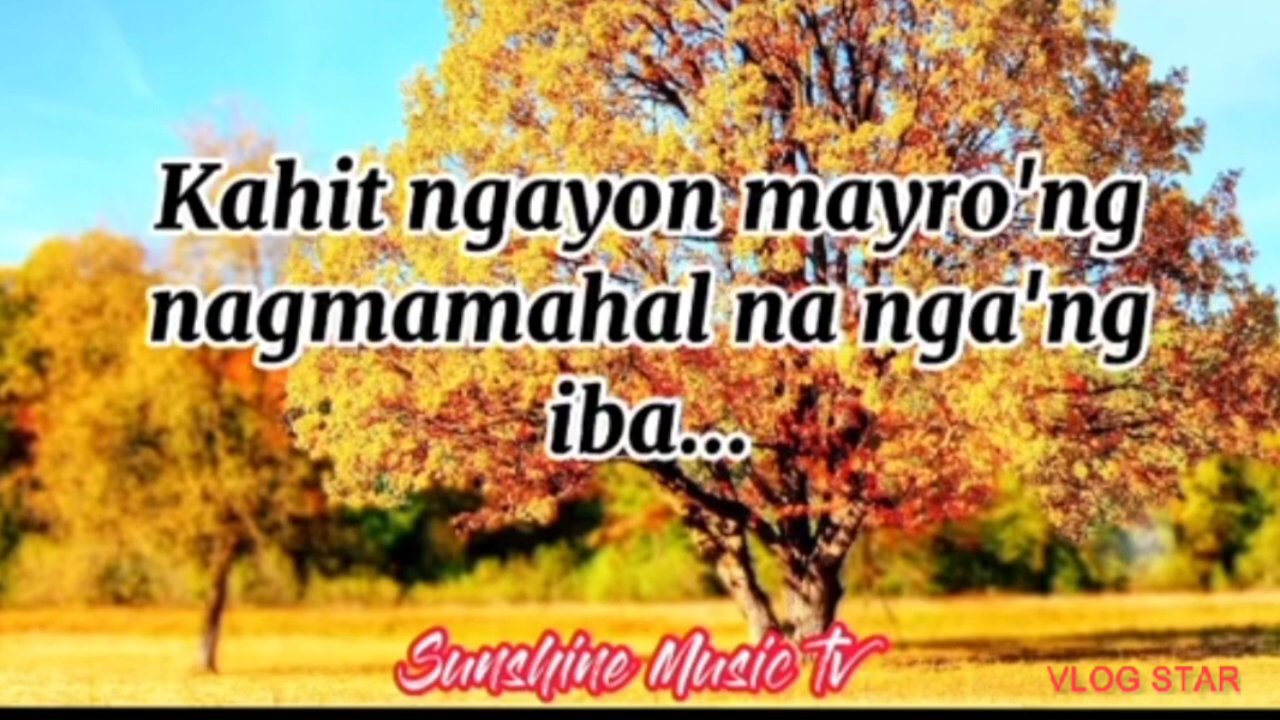 Kahit ngayon mayro'ng
nagmamahal na nga'ng
iba...
Sunshine Music Tv
VLOG STAR